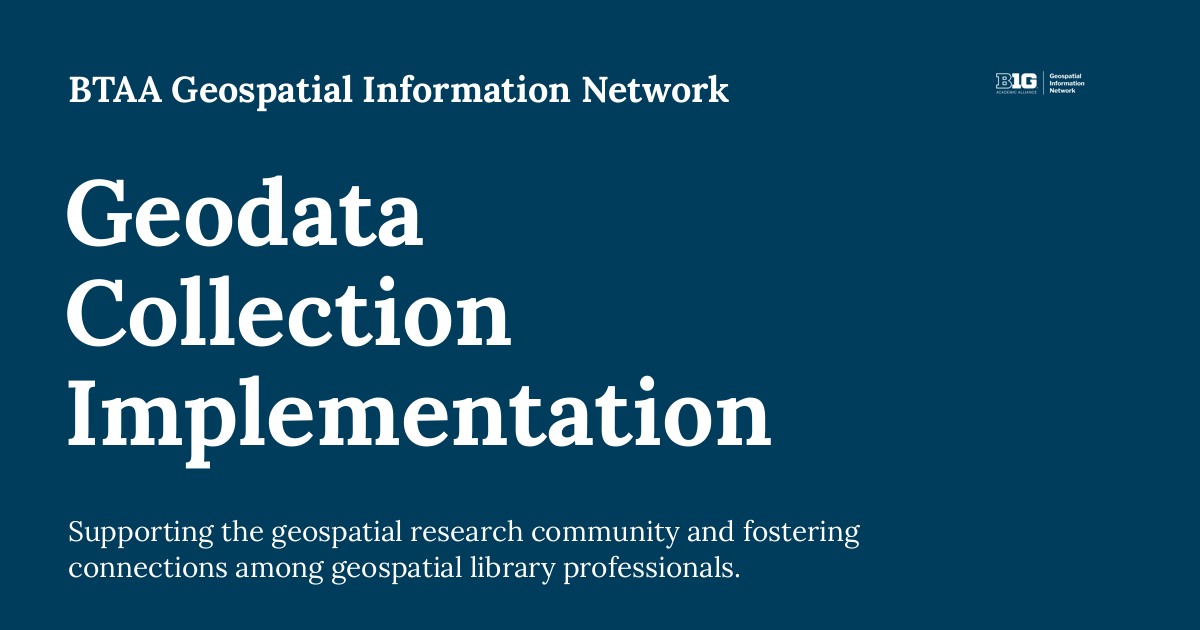 BTAA Geospatial Information Network
B1G
ACADEMIC ALLIANCE
Geospatial
Information
Network
Geodata
Collection
Implementation
Supporting the geospatial research community and fostering
connections among geospatial library professionals.